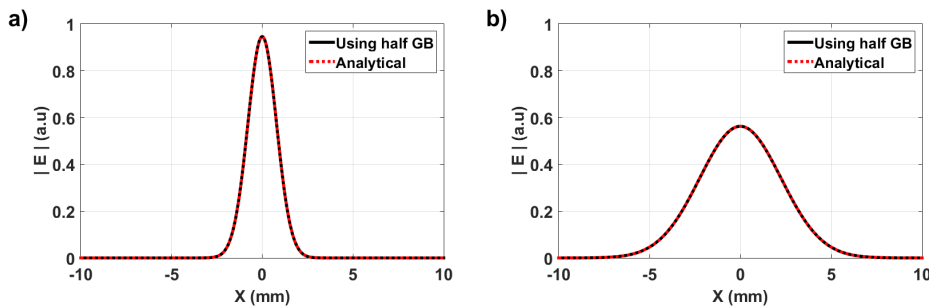 a)
1
0.8
0.6
0.4
0.2
0
| E | (a.u)
-10
-5
0
5
10
X (mm)
Using half GB
Analytical
b)
1
0.8
0.6
0.4
0.2
0
| E | (a.u)
-10
-5
0
5
10
X (mm)
Using half GB
Analytical